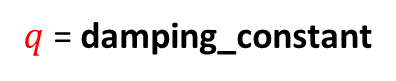 q = damping_constant